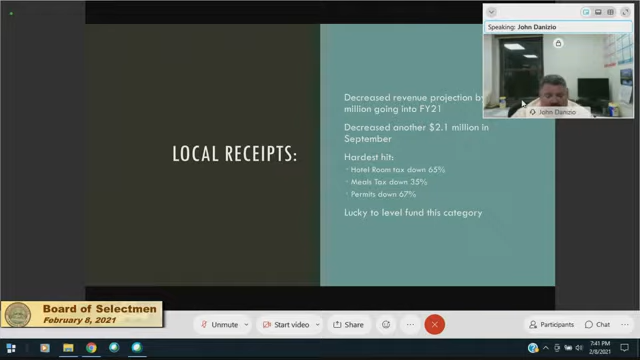 Speaking: John Danizio
John Danizio
LOCAL RECEIPTS:
Decreased revenue projection by
million going into FY21
Decreased another $2.1 million in
September
Hardest hit:
Hotel Room tax down 65%
Meals Tax down 35%
Permits down 67%
Lucky to level fund this category
Board of Selectmen
February 8, 2021
Unmute
Start video
Share
Participants
Chat
7:41 PM
2/8/2021